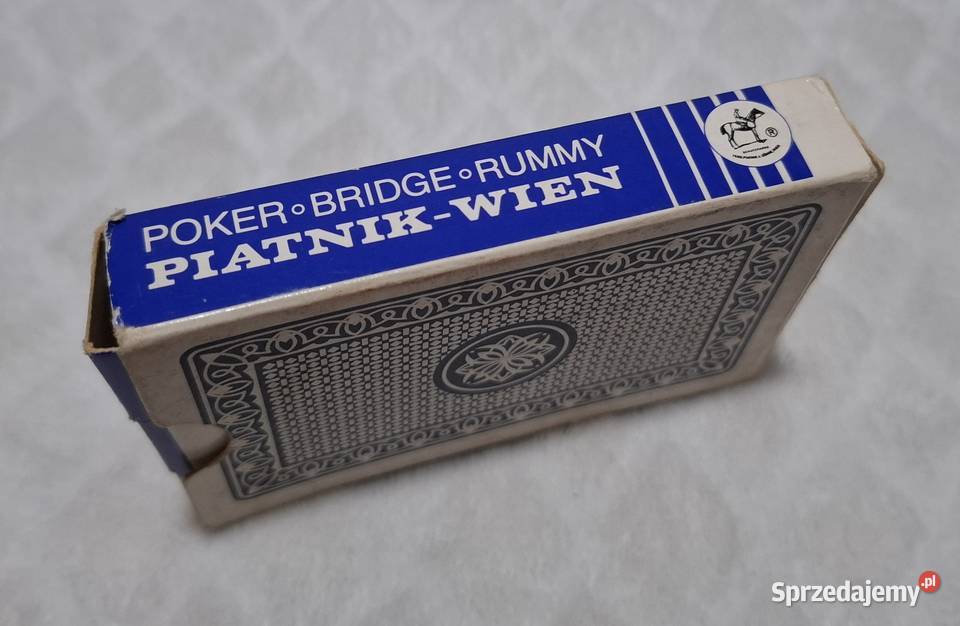 POKER◦BRIDGE◦RUMMY
PIATNIK-WIEN
®
Sprzedajemy.pl